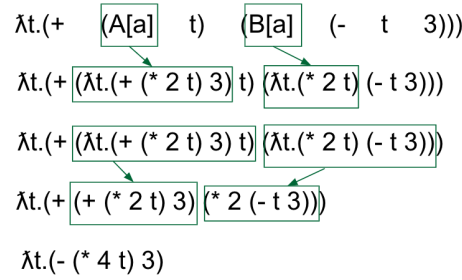 ƛt.(+ (A[a] t) (B[a] (- t 3)))
ƛt.(+ (ƛt.(+ (* 2 t) 3) t) (ƛt.(* 2 t) (- t 3)))
ƛt.(+ (ƛt.(+ (* 2 t) 3) t) (ƛt.(* 2 t) (- t 3)))
ƛt.(+ (+ (* 2 t) 3) (* 2 (- t 3)))
ƛt.(- (* 4 t) 3)